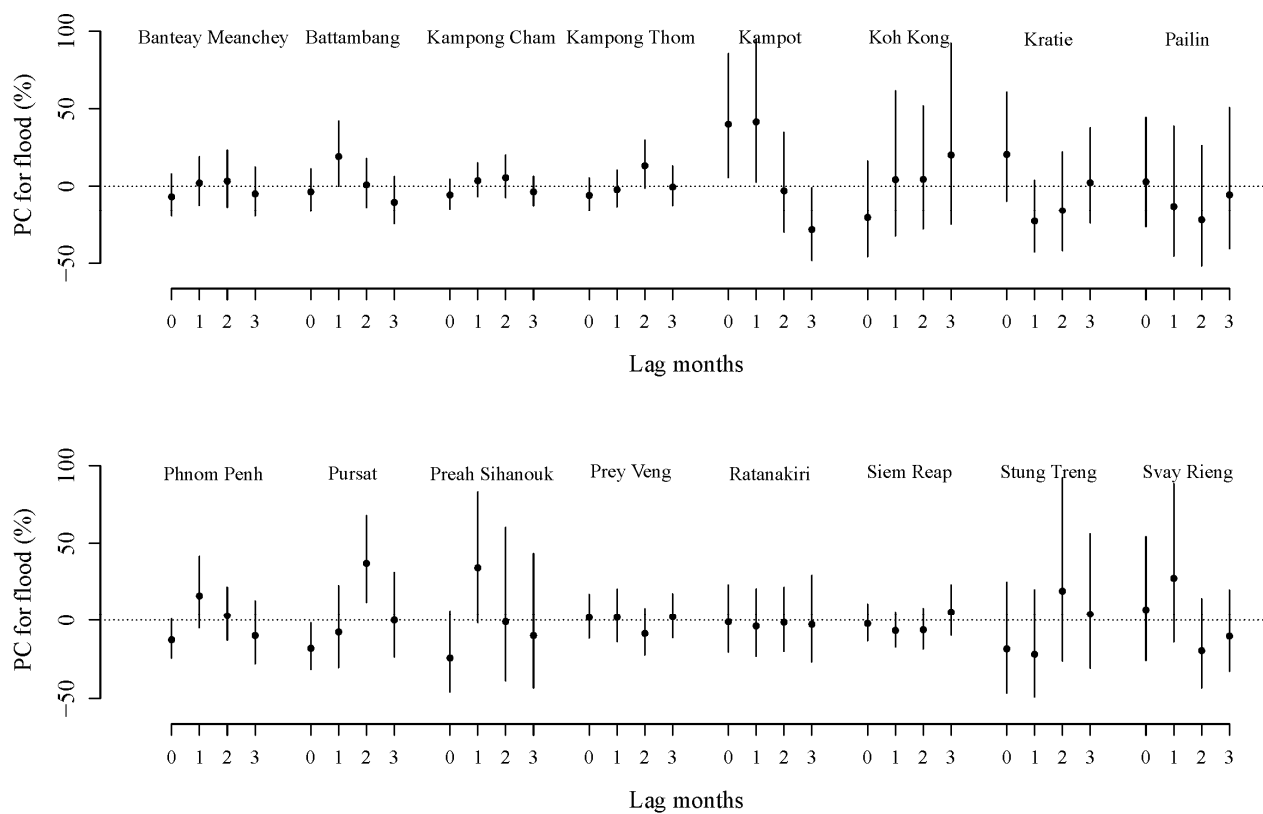 PC for flood (%)
100
50
0
−50
Banteay Meanchey Battambang Kampong Cham Kampong Thom Kampot Koh Kong Kratie Pailin
0 1 2 3 0 1 2 3 0 1 2 3 0 1 2 3 0 1 2 3 0 1 2 3 0 1 2 3 0 1 2 3
Lag months
PC for flood (%)
100
50
0
−50
Phnom Penh Pursat Preah Sihanouk Prey Veng Ratanakiri Siem Reap Stung Treng Svay Rieng
0 1 2 3 0 1 2 3 0 1 2 3 0 1 2 3 0 1 2 3 0 1 2 3 0 1 2 3 0 1 2 3
Lag months